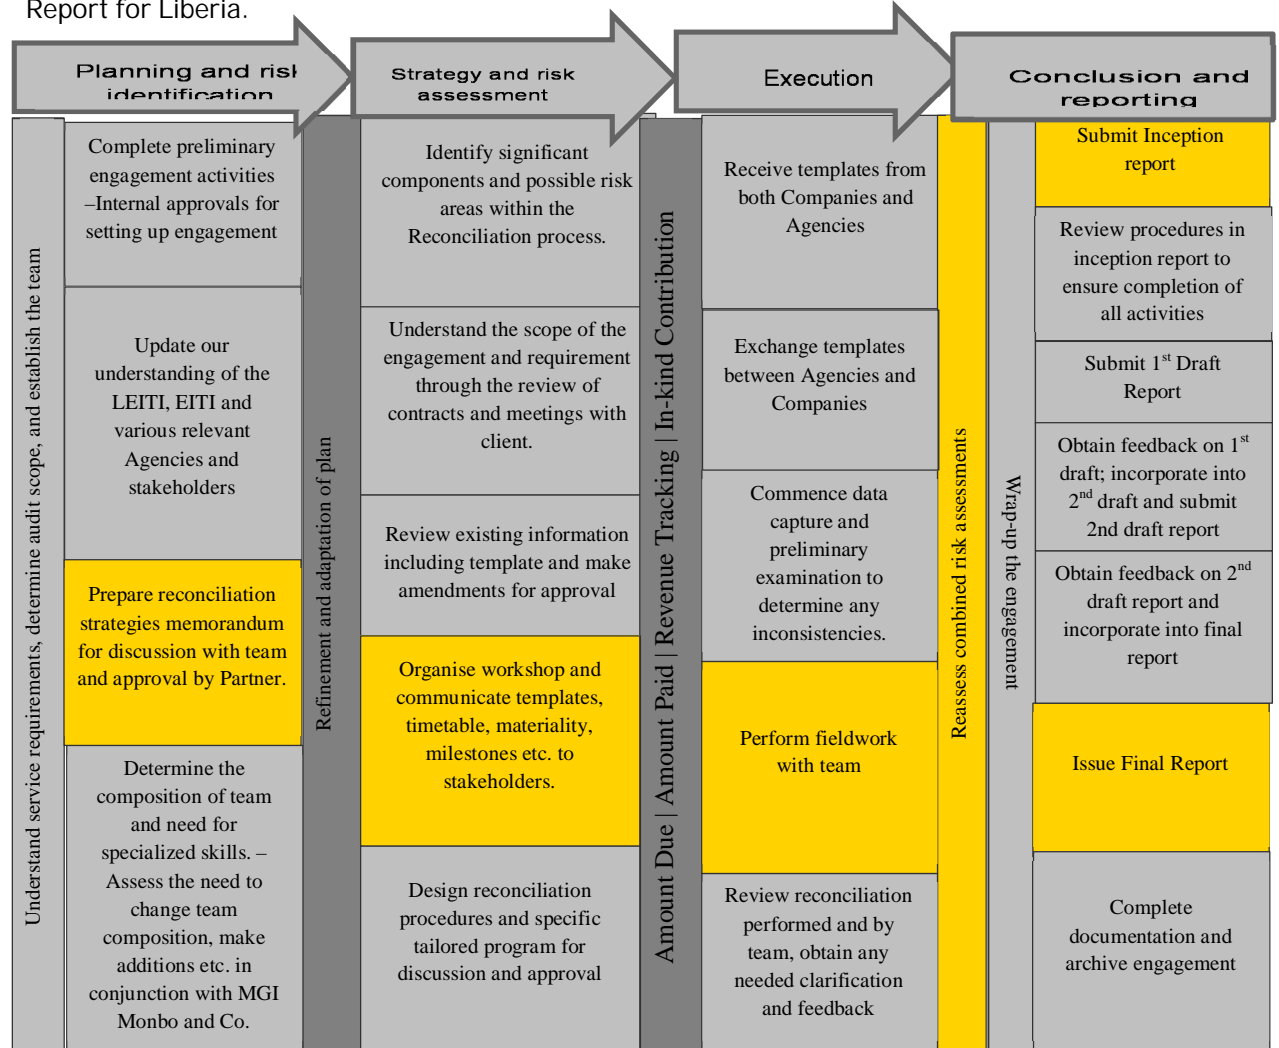 Report for Liberia.
Planning and risk
identification
Strategy and risk
assessment
Execution
Conclusion and
reporting
Understand service requirements, determine audit scope, and establish the team
Complete preliminary
engagement activities
–Internal approvals for
setting up engagement
Update our
understanding of the
LEITI, EITI and
various relevant
Agencies and
stakeholders
Prepare reconciliation
strategies memorandum
for discussion with team
and approval by Partner.
Determine the
composition of team
and need for
specialized skills. –
Assess the need to
change team
composition, make
additions etc. in
conjunction with MGI
Monbo and Co.
Refinement and adaptation of plan
Identify significant
components and possible risk
areas within the
Reconciliation process.
Understand the scope of the
engagement and requirement
through the review of
contracts and meetings with
client.
Review existing information
including template and make
amendments for approval
Organise workshop and
communicate templates,
timetable, materiality,
milestones etc. to
stakeholders.
Design reconciliation
procedures and specific
tailored program for
discussion and approval
Amount Due | Amount Paid | Revenue Tracking | In-kind Contribution
Receive templates from
both Companies and
Agencies
Exchange templates
between Agencies and
Companies
Commence data
capture and
preliminary
examination to
determine any
inconsistencies.
Perform fieldwork
with team
Review reconciliation
performed and by
team, obtain any
needed clarification
and feedback
Reassess combined risk assessments
Wrap-up the engagement
Submit Inception
report
Review procedures in
inception report to
ensure completion of
all activities
Submit 1st Draft
Report
Obtain feedback on 1st
draft; incorporate into
2nd draft and submit
2nd draft report
Obtain feedback on 2nd
draft report and
incorporate into final
report
Issue Final Report
Complete
documentation and
archive engagement